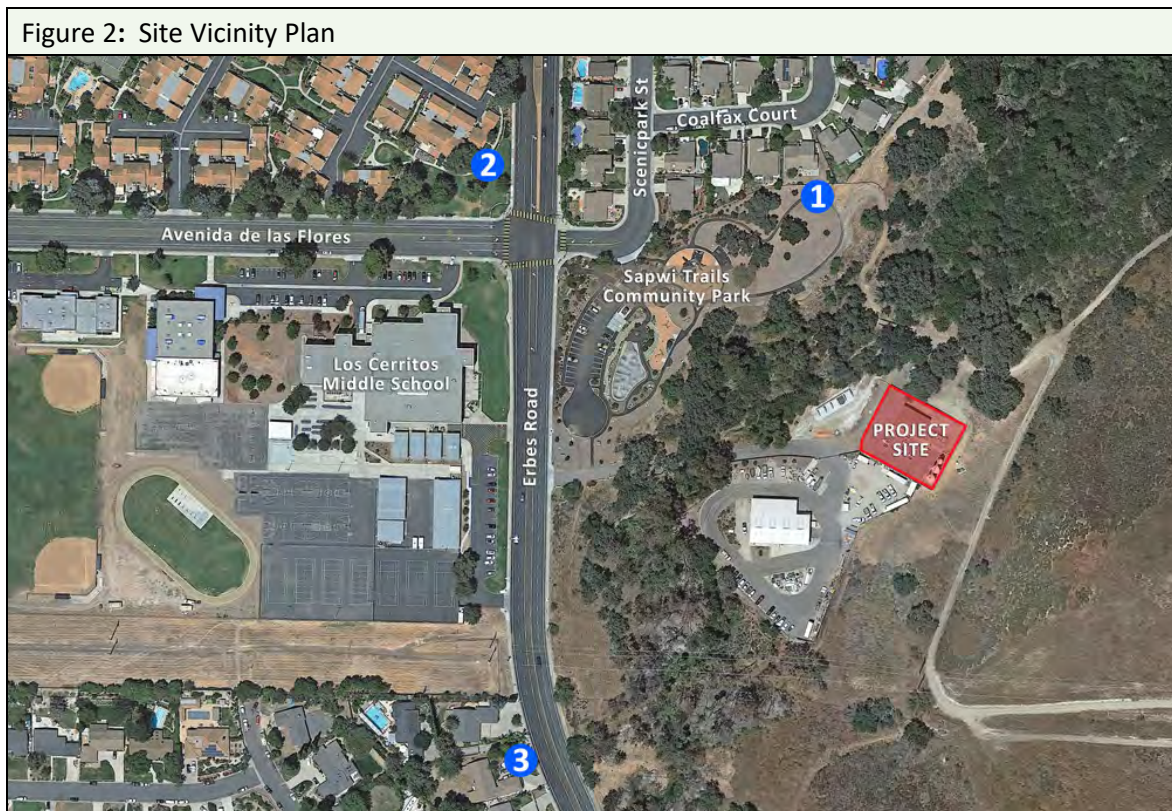 Figure 2: Site Vicinity Plan
Coalfax Court
Scenicpark St
2
1
Avenida de las Flores
Sapwi Trails
Community Park
Los Cerritos
Middle School
Erbes Road
PROJECT
SITE
3